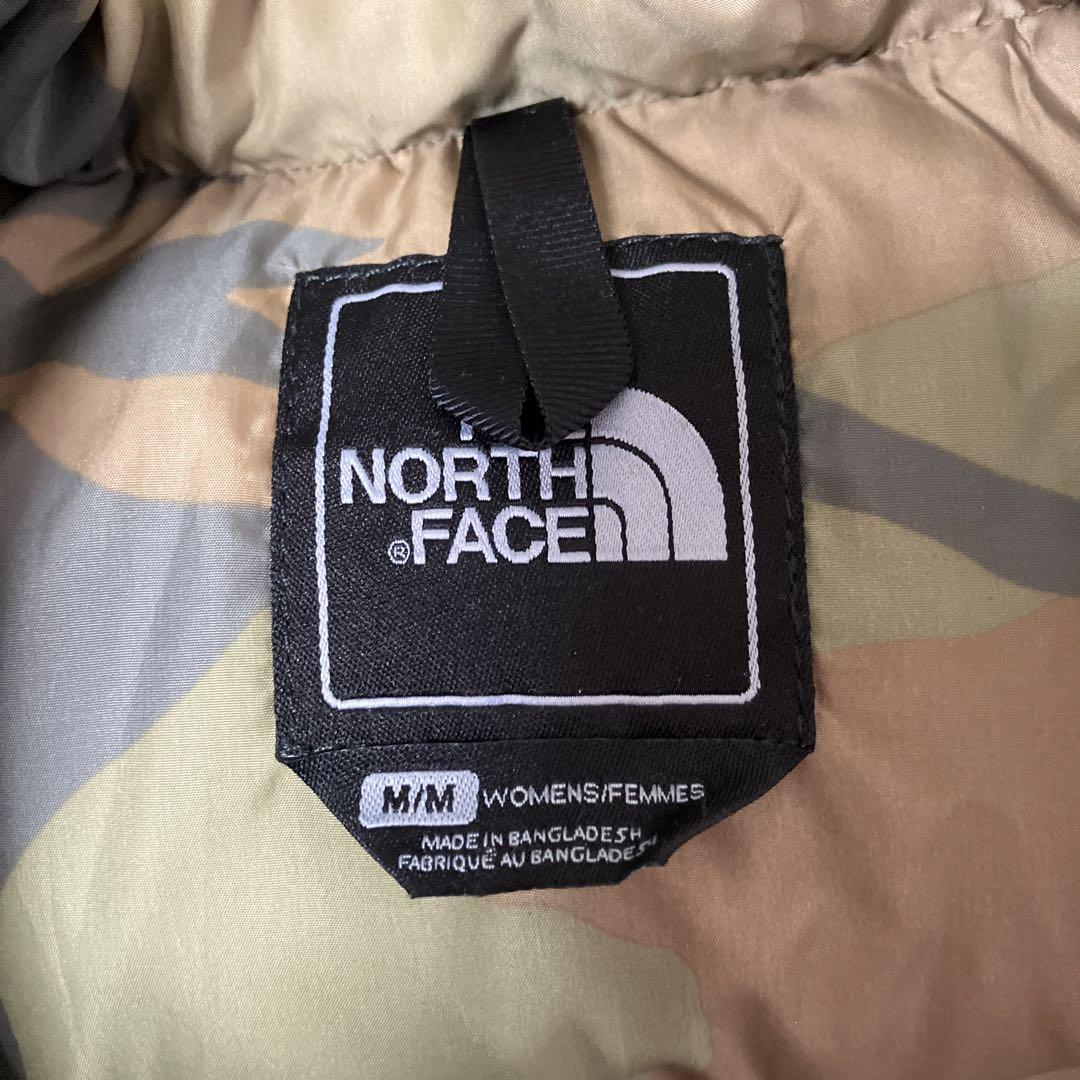 NORTH
®FACE
M/M WOMENS/FEMMES
MADE IN BANGLADESH
FABRIQUÉ AU BANGLADESH